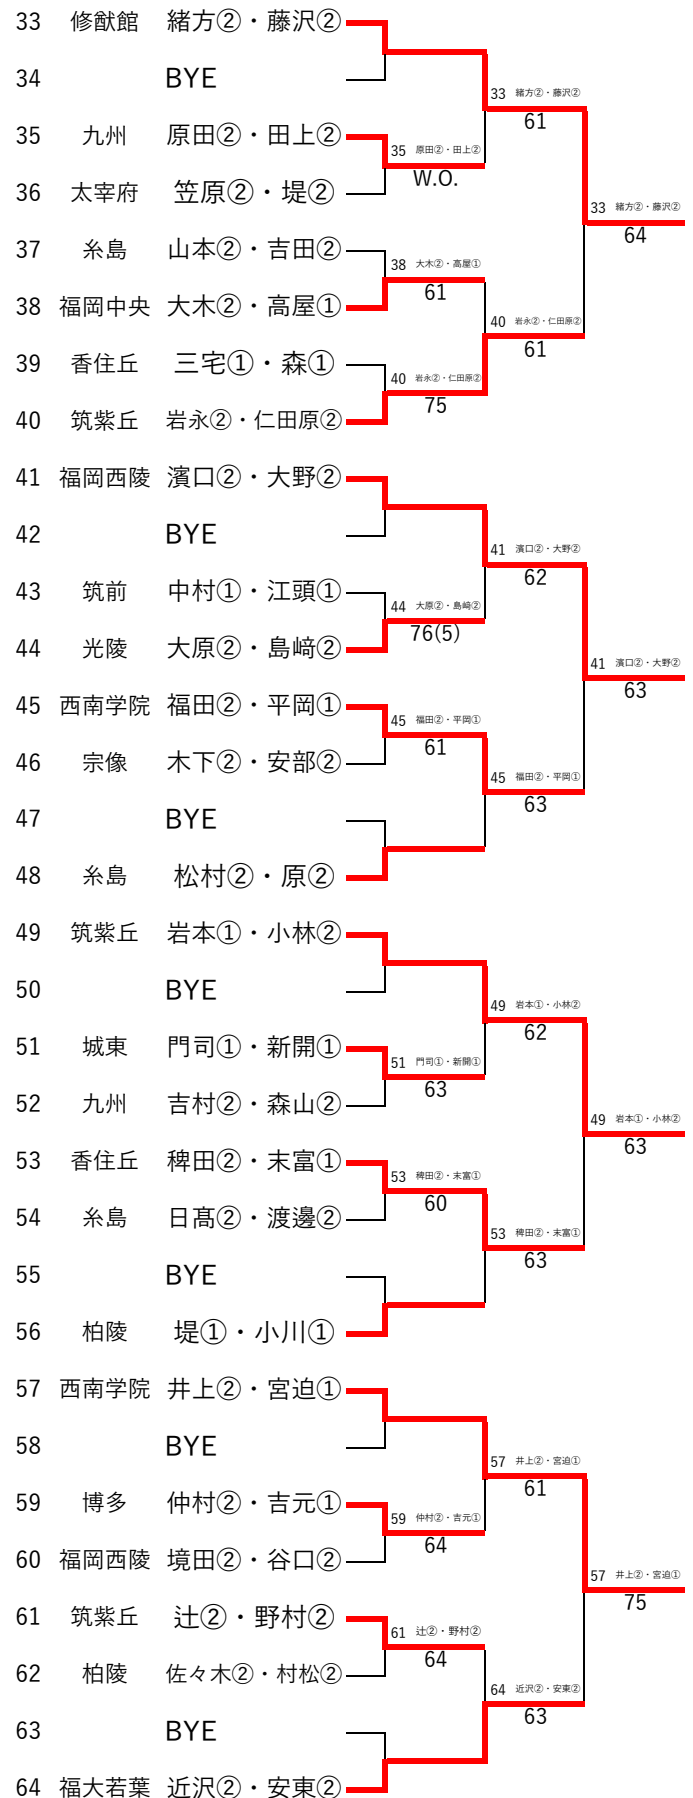 33 修猷館 緒方②・藤沢②
34 BYE
33 緒方②・藤沢②
61
35 九州 原田②・田上②
35 原田②・田上②
W.O.
36 太宰府 笠原②・堤②
33 緒方②・藤沢②
64
37 糸島 山本②・吉田②
38 大木②・高屋①
61
38 福岡中央 大木②・高屋①
40 岩永②・仁田原②
61
39 香住丘 三宅①・森①
40 岩永②・仁田原②
75
40 筑紫丘 岩永②・仁田原②
41 福岡西陵 濱口②・大野②
42 BYE
41 濱口②・大野②
62
43 筑前 中村①・江頭①
44 大原②・島﨑②
76(5)
44 光陵 大原②・島﨑②
41 濱口②・大野②
63
45 西南学院 福田②・平岡①
45 福田②・平岡①
61
46 宗像 木下②・安部②
45 福田②・平岡①
63
47 BYE
48 糸島 松村②・原②
49 筑紫丘 岩本①・小林②
50 BYE
49 岩本①・小林②
62
51 城東 門司①・新開①
51 門司①・新開①
63
52 九州 吉村②・森山②
49 岩本①・小林②
63
53 香住丘 稗田②・末富①
53 稗田②・末富①
60
54 糸島 日髙②・渡邊②
53 稗田②・末富①
63
55 BYE
56 柏陵 堤①・小川①
57 西南学院 井上②・宮迫①
58 BYE
57 井上②・宮迫①
61
59 博多 仲村②・吉元①
59 仲村②・吉元①
64
60 福岡西陵 境田②・谷口②
57 井上②・宮迫①
75
61 筑紫丘 辻②・野村②
61 辻②・野村②
64
62 柏陵 佐々木②・村松②
64 近沢②・安東②
63
63 BYE
64 福大若葉 近沢②・安東②